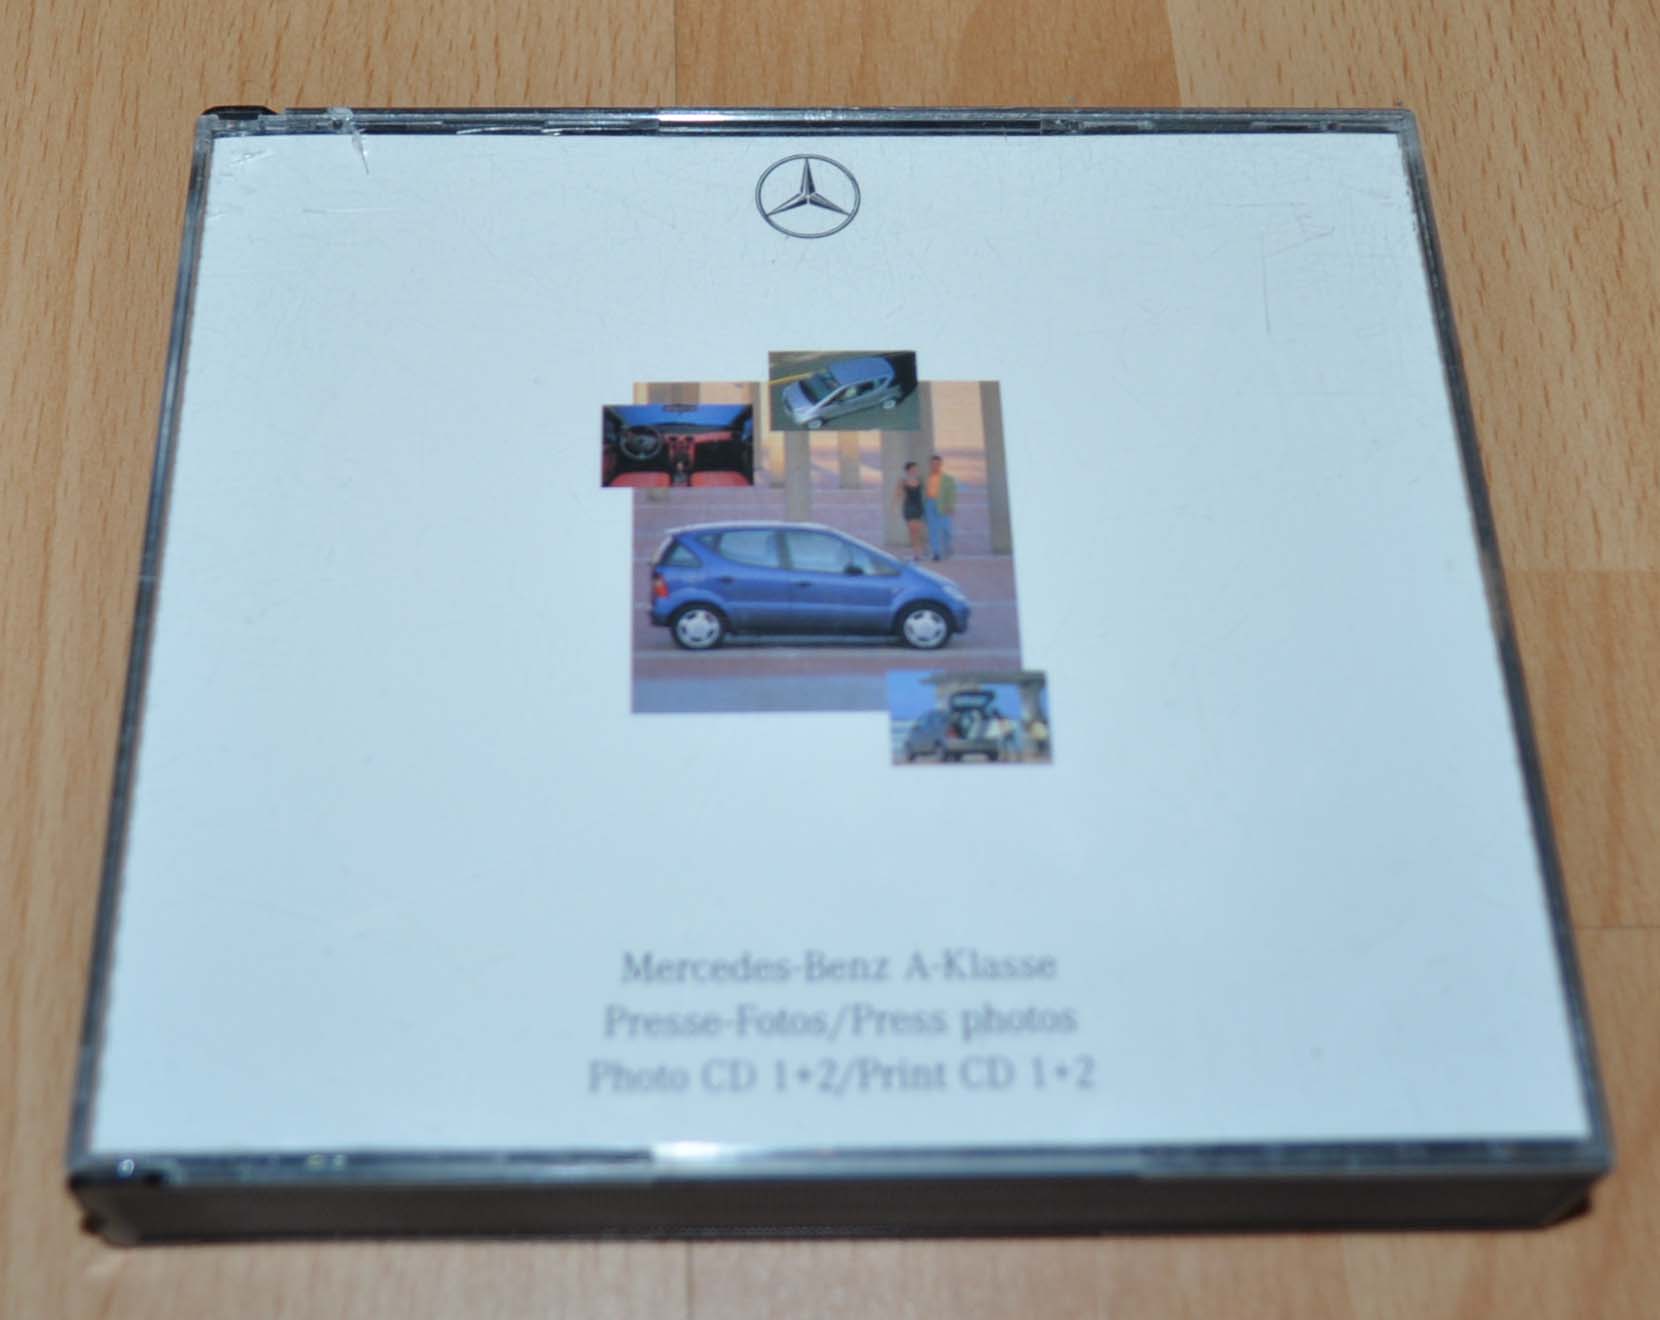 Mercedes-Benz A-Klasse
Presse-Fotos/Press photos
Photo CD 1+2/Print CD 1+2